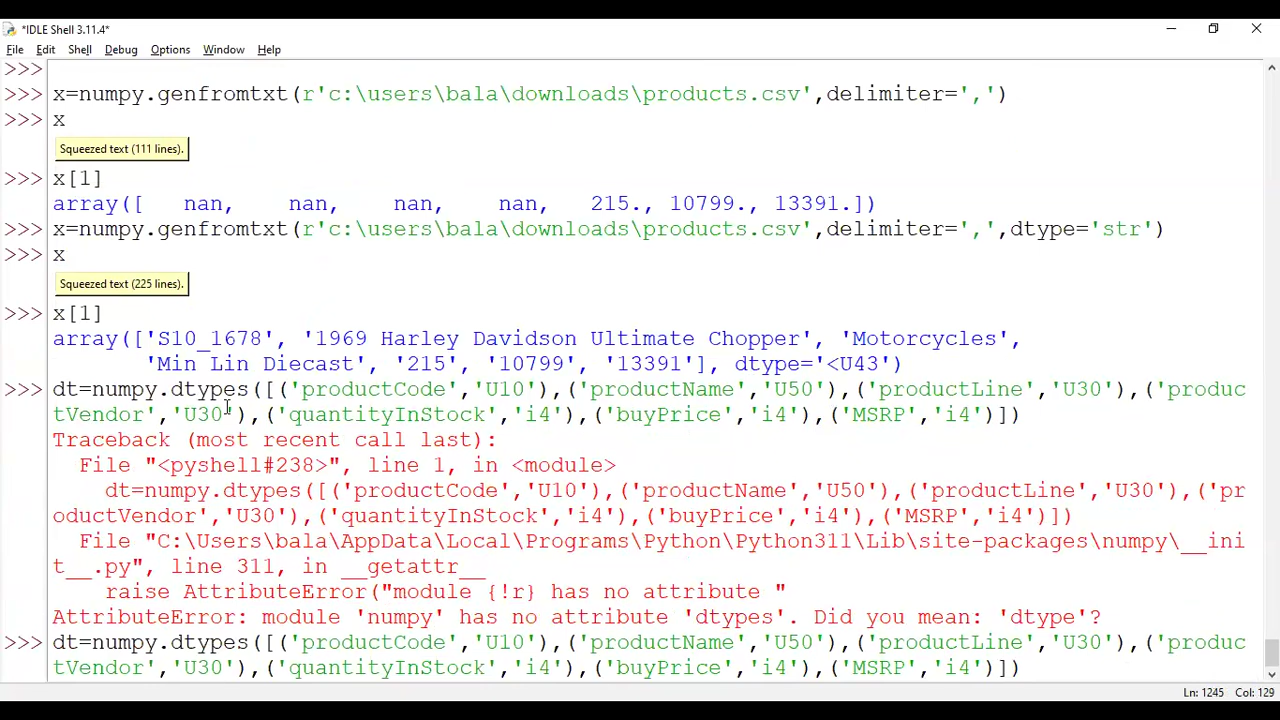 *IDLE Shell 3.11.4*
File Edit Shell Debug Options Window Help
>>>
>>> x=numpy.genfromtxt(r'c:\users\bala\downloads\products.csv',delimiter=',')
>>> x
Squeezed text (111 lines).
>>> x[1]
array([   nan,    nan,    nan,    nan,   215., 10799., 13391.])
>>> x=numpy.genfromtxt(r'c:\users\bala\downloads\products.csv',delimiter=',',dtype='str')
>>> x
Squeezed text (225 lines).
>>> x[1]
array(['S10_1678', '1969 Harley Davidson Ultimate Chopper', 'Motorcycles',
       'Min Lin Diecast', '215', '10799', '13391'], dtype='<U43')
>>> dt=numpy.dtypes([('productCode','U10'),('productName','U50'),('productLine','U30'),('produc
tVendor','U30'),('quantityInStock','i4'),('buyPrice','i4'),('MSRP','i4')])
Traceback (most recent call last):
  File "<pyshell#238>", line 1, in <module>
    dt=numpy.dtypes([('productCode','U10'),('productName','U50'),('productLine','U30'),('pr
oductVendor','U30'),('quantityInStock','i4'),('buyPrice','i4'),('MSRP','i4')])
  File "C:\Users\bala\AppData\Local\Programs\Python\Python311\Lib\site-packages\numpy\__ini
t__.py", line 311, in __getattr__
    raise AttributeError("module {!r} has no attribute "
AttributeError: module 'numpy' has no attribute 'dtypes'. Did you mean: 'dtype'?
>>> dt=numpy.dtypes([('productCode','U10'),('productName','U50'),('productLine','U30'),('produc
tVendor','U30'),('quantityInStock','i4'),('buyPrice','i4'),('MSRP','i4')])
Ln: 1245 Col: 129